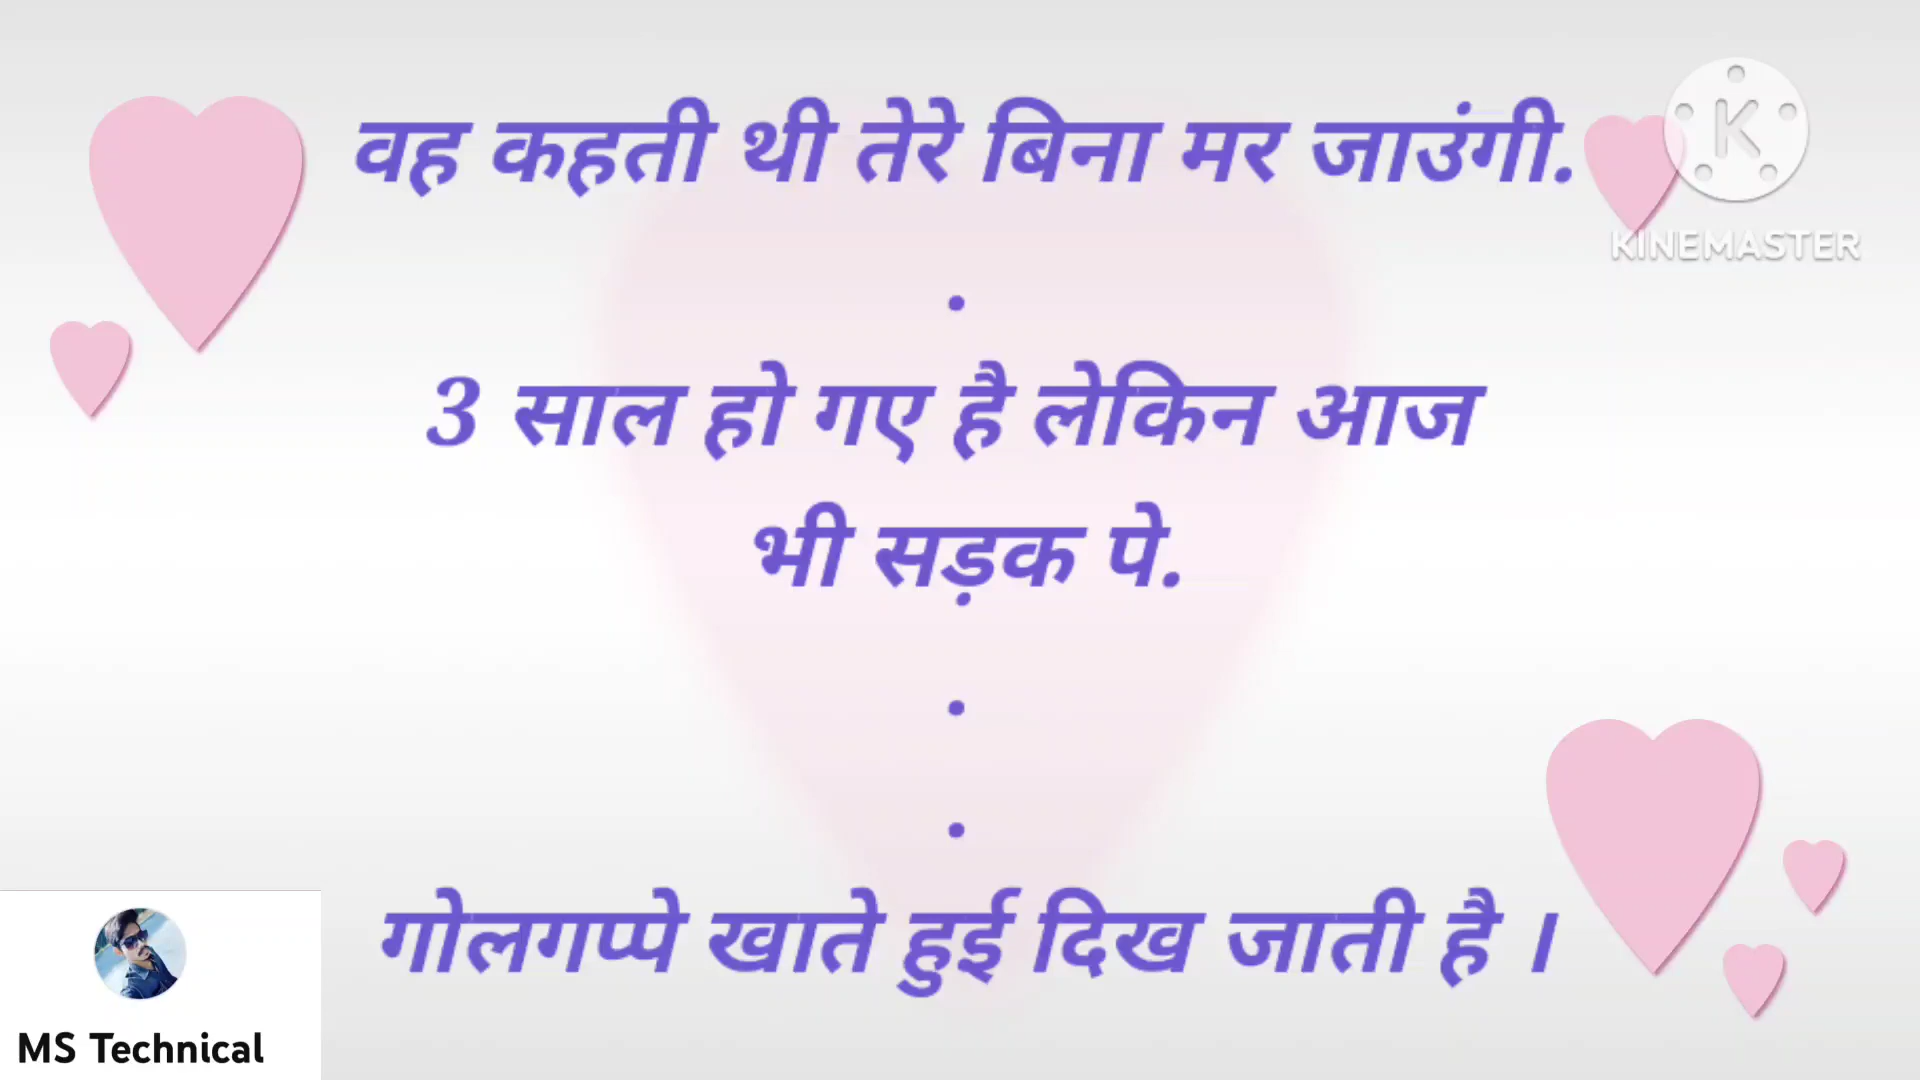 वह कहती थी तेरे बिना मर जाउंगी.
K
KINEMASTER
.
3 साल हो गए है लेकिन आज
भी सड़क पे.
.
.
गोलगप्पे खाते हुई दिख जाती है ।
MS Technical